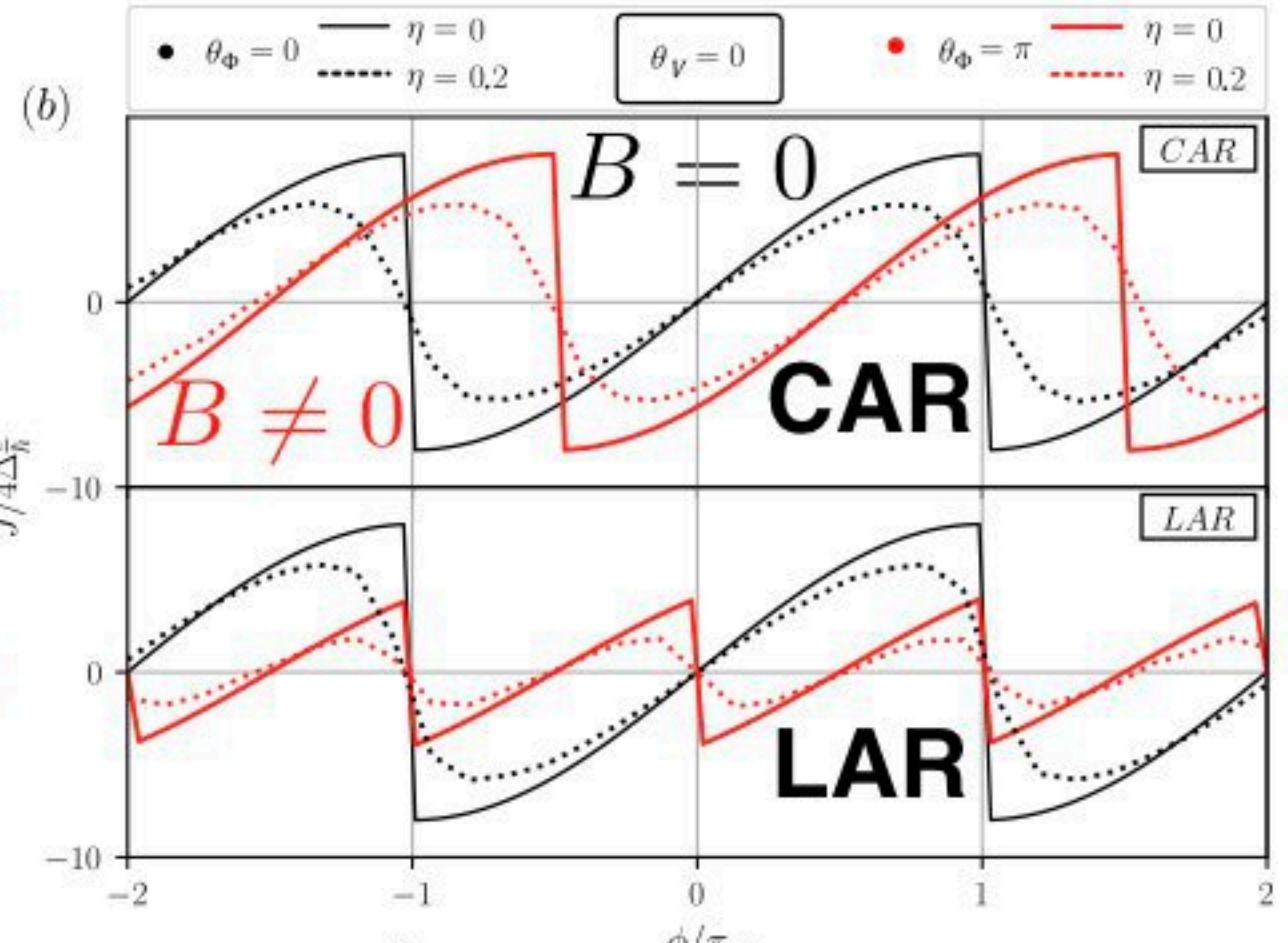 θ_Φ = 0 η = 0 η = 0.2 θ_V = 0 θ_Φ = π η = 0 η = 0.2
(b)
CAR
B = 0
0
CAR
B ≠ 0
−10
LAR
0
LAR
−10
−2 −1 0 1 2
ϕ/π